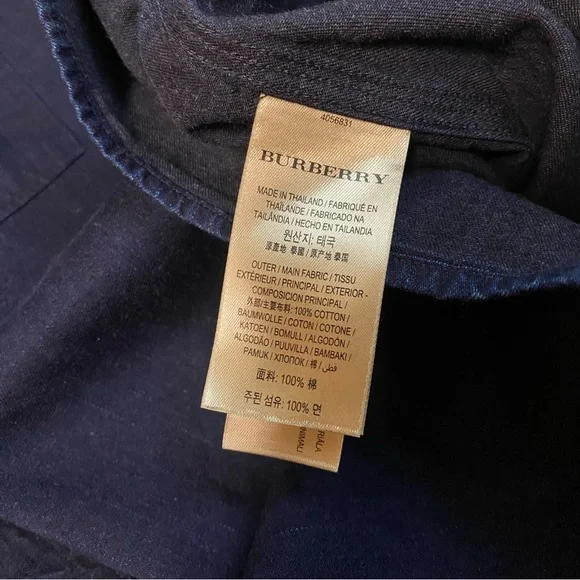 4056831
BURBERRY
MADE IN THAILAND / FABRIQUÉ EN
THAÏLANDE / FABRICADO NA
TAILÂNDIA / HECHO EN TAILANDIA
원산지: 태국
原產地 泰國 / 原产地 泰国
OUTER / MAIN FABRIC / TISSU
EXTÉRIEUR / PRINCIPAL / EXTERIOR -
COMPOSICIÓN PRINCIPAL /
外部/主要布料: 100% COTTON /
BAUMWOLLE / COTON / COTONE /
KATOEN / BOMULL / ALGODÓN /
ALGODÃO / PUUVILLA / BAMBAKI /
PAMUK / ХЛОПОК / 棉 / قطن
面料: 100% 棉
주된 섬유: 100% 면